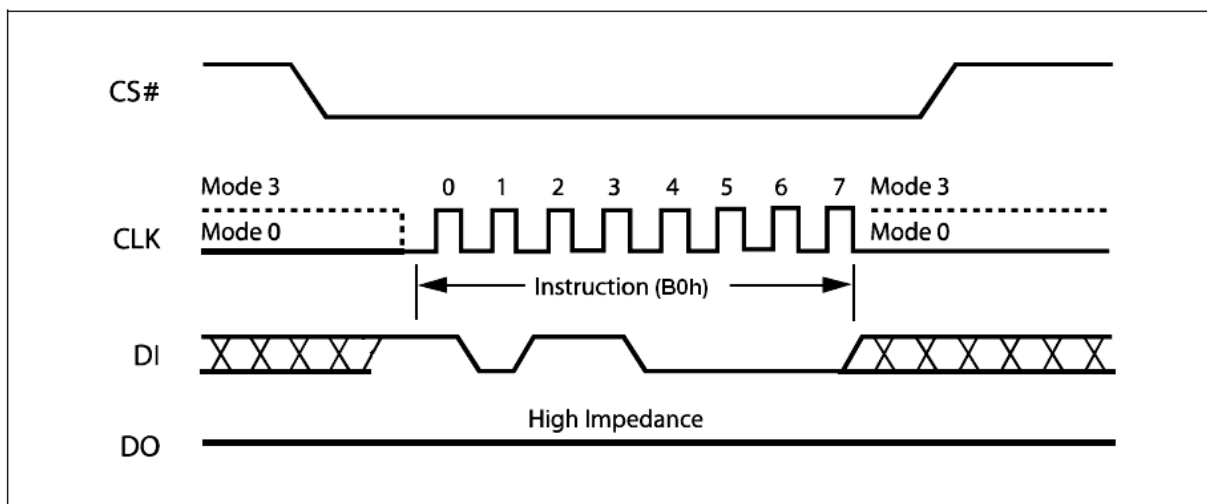 CS#
Mode 3 0 1 2 3 4 5 6 7 Mode 3
CLK Mode 0 Mode 0
Instruction (B0h)
DI
High Impedance
DO